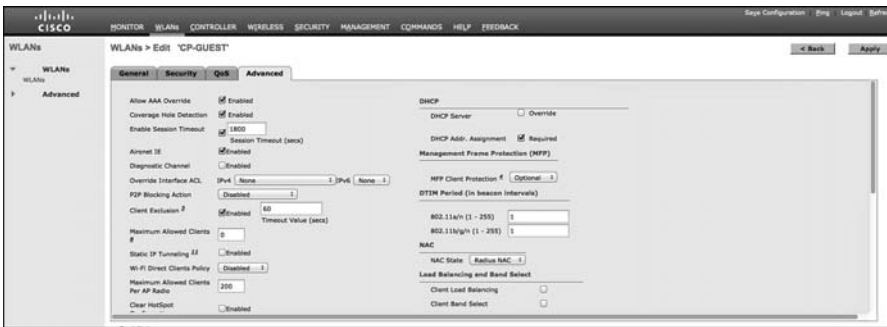 Save Configuration Ping Logout Refre
CISCO
MONITOR WLANs CONTROLLER WIRELESS SECURITY MANAGEMENT COMMANDS HELP FEEDBACK
WLANs
WLANs > Edit 'CP-GUEST'
< Back
Apply
WLANs
WLANs
Advanced
General Security QoS Advanced
Allow AAA Override Enabled
Coverage Hole Detection Enabled
Enable Session Timeout 1800
Session Timeout (secs)
Aironet IE Enabled
Diagnostic Channel Enabled
Override Interface ACL IPv4 None IPv6 None
P2P Blocking Action Disabled
Client Exclusion 3 Enabled 60
Timeout Value (secs)
Maximum Allowed Clients 0
Static IP Tunneling 11 Enabled
Wi-Fi Direct Clients Policy Disabled
Maximum Allowed Clients Per AP Radio 200
Clear HotSpot Enabled
DHCP
DHCP Server Override
DHCP Addr. Assignment Required
Management Frame Protection (MFP)
MFP Client Protection 4 Optional
DTIM Period (in beacon intervals)
802.11a/n (1 - 255) 1
802.11b/g/n (1 - 255) 1
NAC
NAC State Radius NAC
Load Balancing and Band Select
Client Load Balancing
Client Band Select